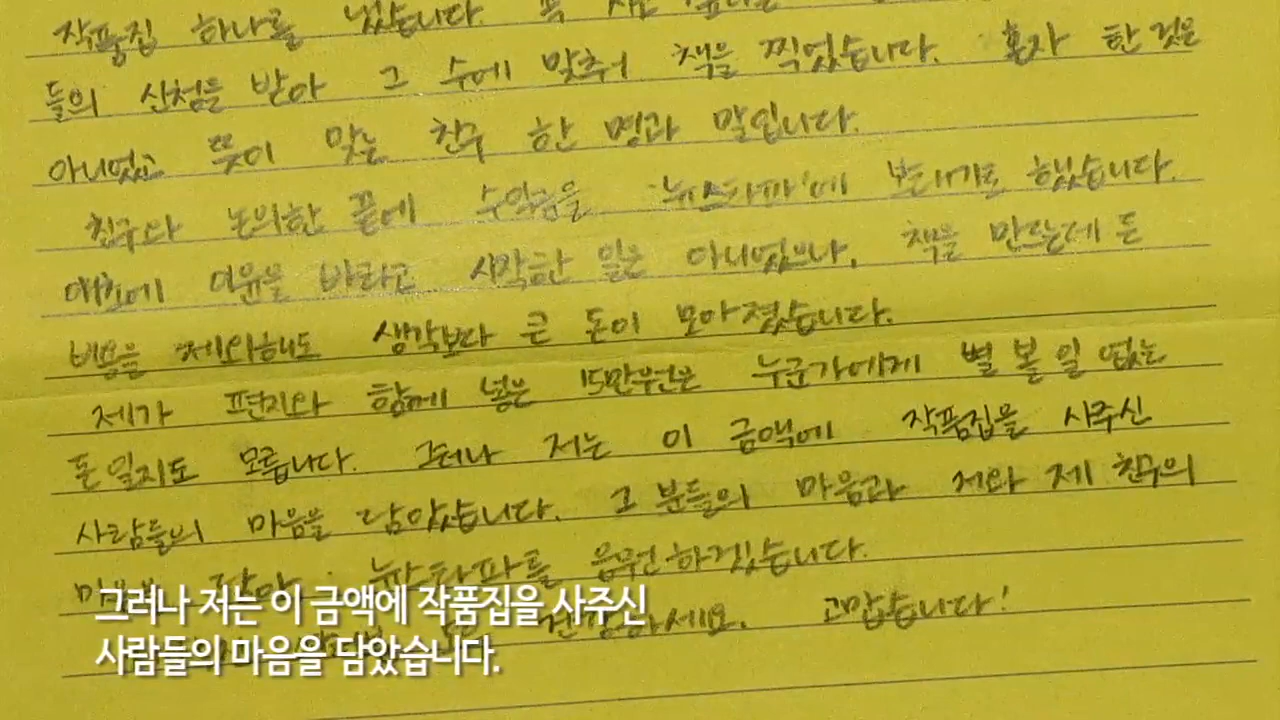 작품집 하나를 냈습니다.
들의 신청을 받아 그 수에 맞춰 책을 찍었습니다. 혼자 한 것은
아니었고 뜻이 맞는 친구 한 명과 말입니다.
친구와 논의한 끝에 수익금을 '뉴스타파'에 보내기로 했습니다.
애초에 이윤을 바라고 시작한 일은 아니었으나, 책을 만드는데 든
비용을 제외해도 생각보다 큰 돈이 모아졌습니다.
제가 편지와 함께 넣은 15만원은 누군가에게 별 볼 일 없는
돈일지도 모릅니다. 그러나 저는 이 금액에 작품집을 사주신
사람들의 마음을 담았습니다. 그 분들의 마음과 저와 제 친구의
뉴스타파를 응원하겠습니다.
건강하세요. 고맙습니다!
그러나 저는 이 금액에 작품집을 사주신
사람들의 마음을 담았습니다.